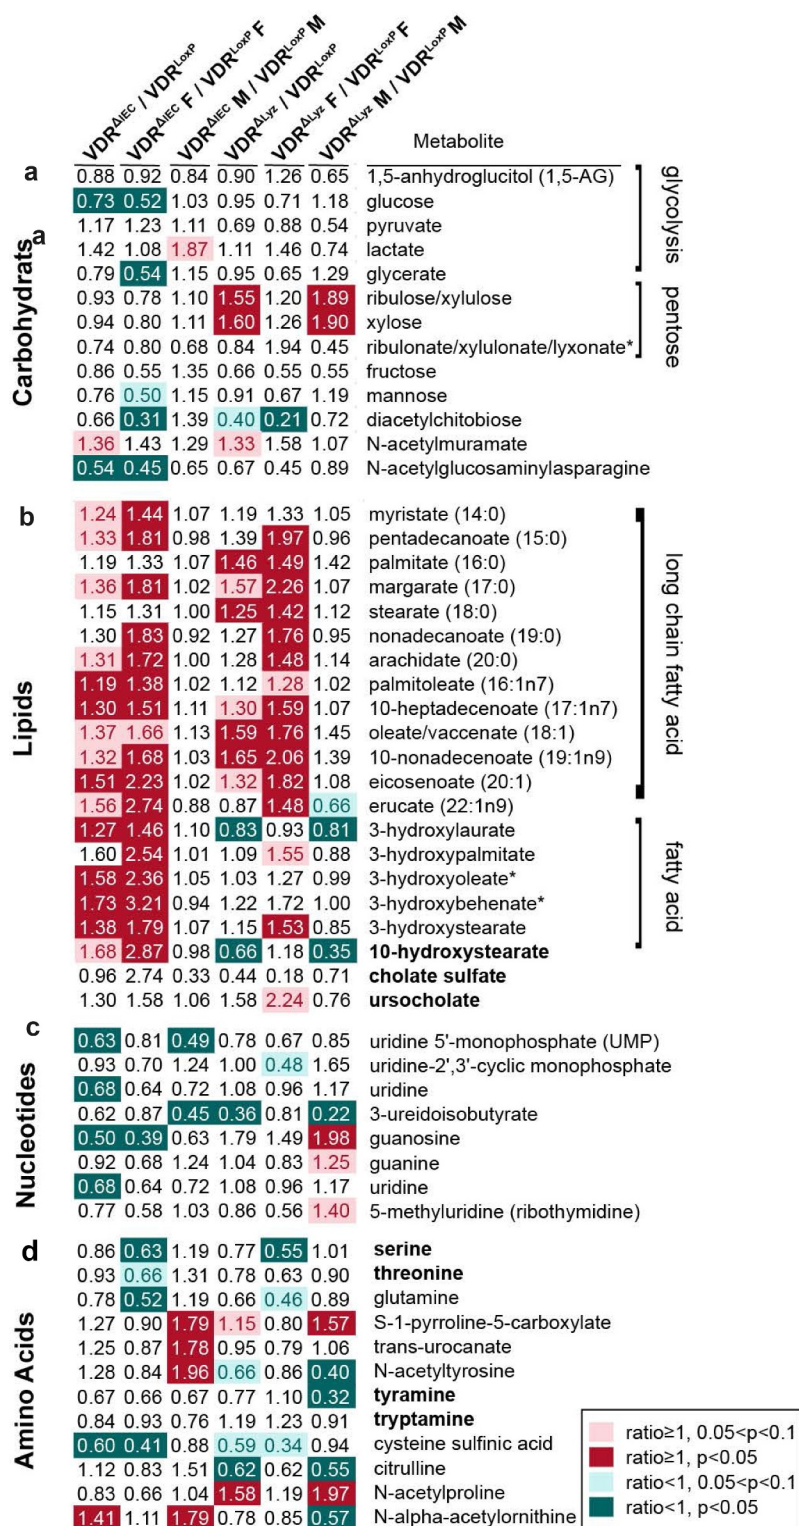 VDRΔIEC / VDRLoxP
VDRΔIEC F / VDRLoxP F
VDRΔIEC M / VDRLoxP M
VDRΔLyz / VDRLoxP
VDRΔLyz F / VDRLoxP F
VDRΔLyz M / VDRLoxP M
Metabolite
a
Carbohydrats
a
0.88 0.92 0.84 0.90 1.26 0.65 1,5-anhydroglucitol (1,5-AG)
0.73 0.52 1.03 0.95 0.71 1.18 glucose
1.17 1.23 1.11 0.69 0.88 0.54 pyruvate
1.42 1.08 1.87 1.11 1.46 0.74 lactate
0.79 0.54 1.15 0.95 0.65 1.29 glycerate
glycolysis
0.93 0.78 1.10 1.55 1.20 1.89 ribulose/xylulose
0.94 0.80 1.11 1.60 1.26 1.90 xylose
0.74 0.80 0.68 0.84 1.94 0.45 ribulonate/xylulonate/lyxonate*
pentose
0.86 0.55 1.35 0.66 0.55 0.55 fructose
0.76 0.50 1.15 0.91 0.67 1.19 mannose
0.66 0.31 1.39 0.40 0.21 0.72 diacetylchitobiose
1.36 1.43 1.29 1.33 1.58 1.07 N-acetylmuramate
0.54 0.45 0.65 0.67 0.45 0.89 N-acetylglucosaminylasparagine
b
Lipids
1.24 1.44 1.07 1.19 1.33 1.05 myristate (14:0)
1.33 1.81 0.98 1.39 1.97 0.96 pentadecanoate (15:0)
1.19 1.33 1.07 1.46 1.49 1.42 palmitate (16:0)
1.36 1.81 1.02 1.57 2.26 1.07 margarate (17:0)
1.15 1.31 1.00 1.25 1.42 1.12 stearate (18:0)
1.30 1.83 0.92 1.27 1.76 0.95 nonadecanoate (19:0)
1.31 1.72 1.00 1.28 1.48 1.14 arachidate (20:0)
1.19 1.38 1.02 1.12 1.28 1.02 palmitoleate (16:1n7)
1.30 1.51 1.11 1.30 1.59 1.07 10-heptadecenoate (17:1n7)
1.37 1.66 1.13 1.59 1.76 1.45 oleate/vaccenate (18:1)
1.32 1.68 1.03 1.65 2.06 1.39 10-nonadecenoate (19:1n9)
1.51 2.23 1.02 1.32 1.82 1.08 eicosenoate (20:1)
1.56 2.74 0.88 0.87 1.48 0.66 erucate (22:1n9)
long chain fatty acid
1.27 1.46 1.10 0.83 0.93 0.81 3-hydroxylaurate
1.60 2.54 1.01 1.09 1.55 0.88 3-hydroxypalmitate
1.58 2.36 1.05 1.03 1.27 0.99 3-hydroxyoleate*
1.73 3.21 0.94 1.22 1.72 1.00 3-hydroxybehenate*
1.38 1.79 1.07 1.15 1.53 0.85 3-hydroxystearate
1.68 2.87 0.98 0.66 1.18 0.35 10-hydroxystearate
fatty acid
0.96 2.74 0.33 0.44 0.18 0.71 cholate sulfate
1.30 1.58 1.06 1.58 2.24 0.76 ursocholate
c
Nucleotides
0.63 0.81 0.49 0.78 0.67 0.85 uridine 5'-monophosphate (UMP)
0.93 0.70 1.24 1.00 0.48 1.65 uridine-2',3'-cyclic monophosphate
0.68 0.64 0.72 1.08 0.96 1.17 uridine
0.62 0.87 0.45 0.36 0.81 0.22 3-ureidoisobutyrate
0.50 0.39 0.63 1.79 1.49 1.98 guanosine
0.92 0.68 1.24 1.04 0.83 1.25 guanine
0.68 0.64 0.72 1.08 0.96 1.17 uridine
0.77 0.58 1.03 0.86 0.56 1.40 5-methyluridine (ribothymidine)
d
Amino Acids
0.86 0.63 1.19 0.77 0.55 1.01 serine
0.93 0.66 1.31 0.78 0.63 0.90 threonine
0.78 0.52 1.19 0.66 0.46 0.89 glutamine
1.27 0.90 1.79 1.15 0.80 1.57 S-1-pyrroline-5-carboxylate
1.25 0.87 1.78 0.95 0.79 1.06 trans-urocanate
1.28 0.84 1.96 0.66 0.86 0.40 N-acetyltyrosine
0.67 0.66 0.67 0.77 1.10 0.32 tyramine
0.84 0.93 0.76 1.19 1.23 0.91 tryptamine
0.60 0.41 0.88 0.59 0.34 0.94 cysteine sulfinic acid
1.12 0.83 1.51 0.62 0.62 0.55 citrulline
0.83 0.66 1.04 1.58 1.19 1.97 N-acetylproline
1.41 1.11 1.79 0.78 0.85 0.57 N-alpha-acetylornithine
ratio≥1, 0.05<p<0.1
ratio≥1, p<0.05
ratio<1, 0.05<p<0.1
ratio<1, p<0.05